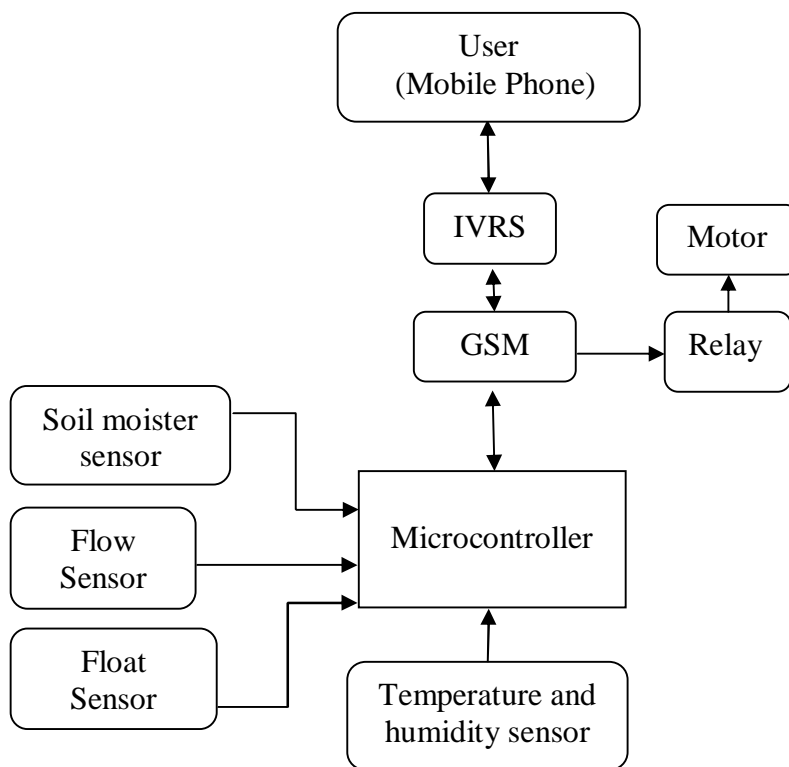 User
(Mobile Phone)
IVRS
Motor
GSM
Relay
Soil moister
sensor
Microcontroller
Flow
Sensor
Float
Sensor
Temperature and
humidity sensor